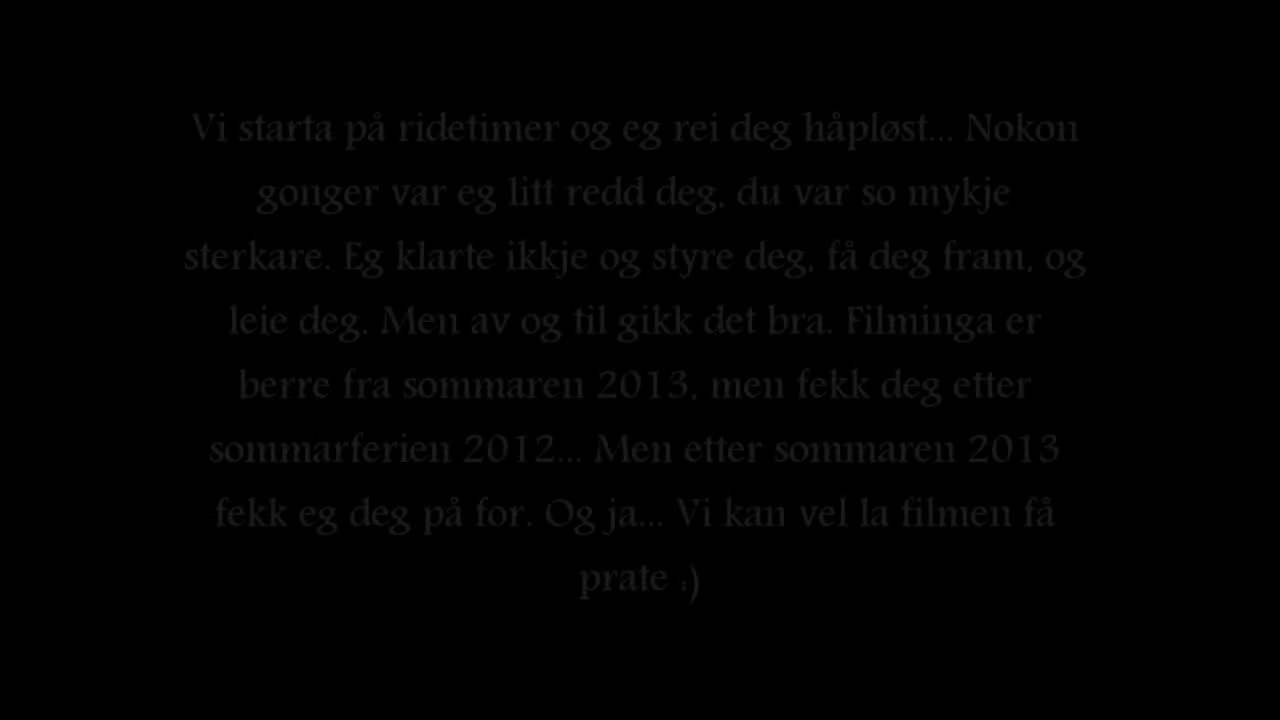 Vi starta på ridetimer og eg rei deg håpløst... Nokon
gonger var eg litt redd deg, du var so mykje
sterkare. Eg klarte ikkje og styre deg, få deg fram, og
leie deg. Men av og til gikk det bra. Filminga er
berre fra sommaren 2013, men fekk deg etter
sommarferien 2012... Men etter sommaren 2013
fekk eg deg på for. Og ja... Vi kan vel la filmen få
prate :)